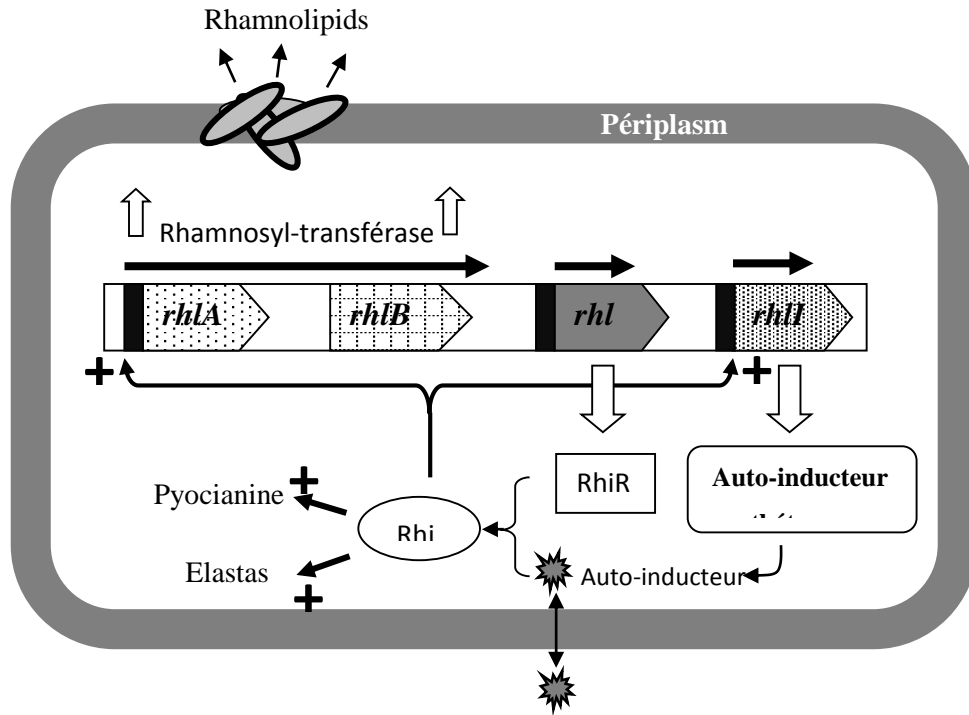 Rhamnolipids
Périplasm
Rhamnosyl-transférase
rhlA rhlB rhl rhlI
+ +
RhiR
Auto-inducteur
+
Pyocianine
Rhi
Elastas
+
Auto-inducteur